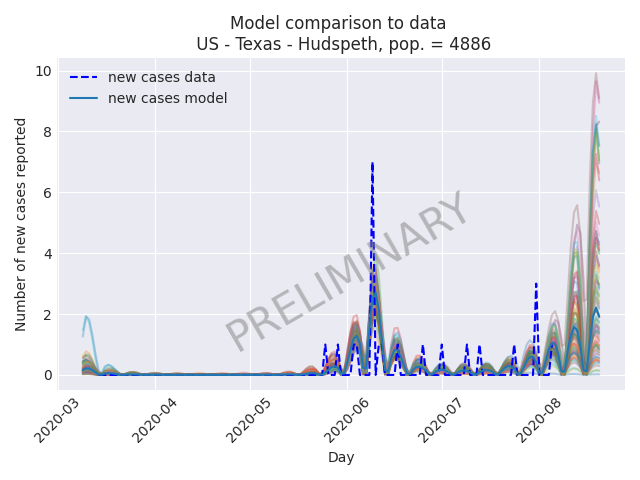 Model comparison to data
US - Texas - Hudspeth, pop. = 4886
new cases data
new cases model
Number of new cases reported
10
8
6
4
2
0
PRELIMINARY
2020-03
2020-04
2020-05
2020-06
2020-07
2020-08
Day